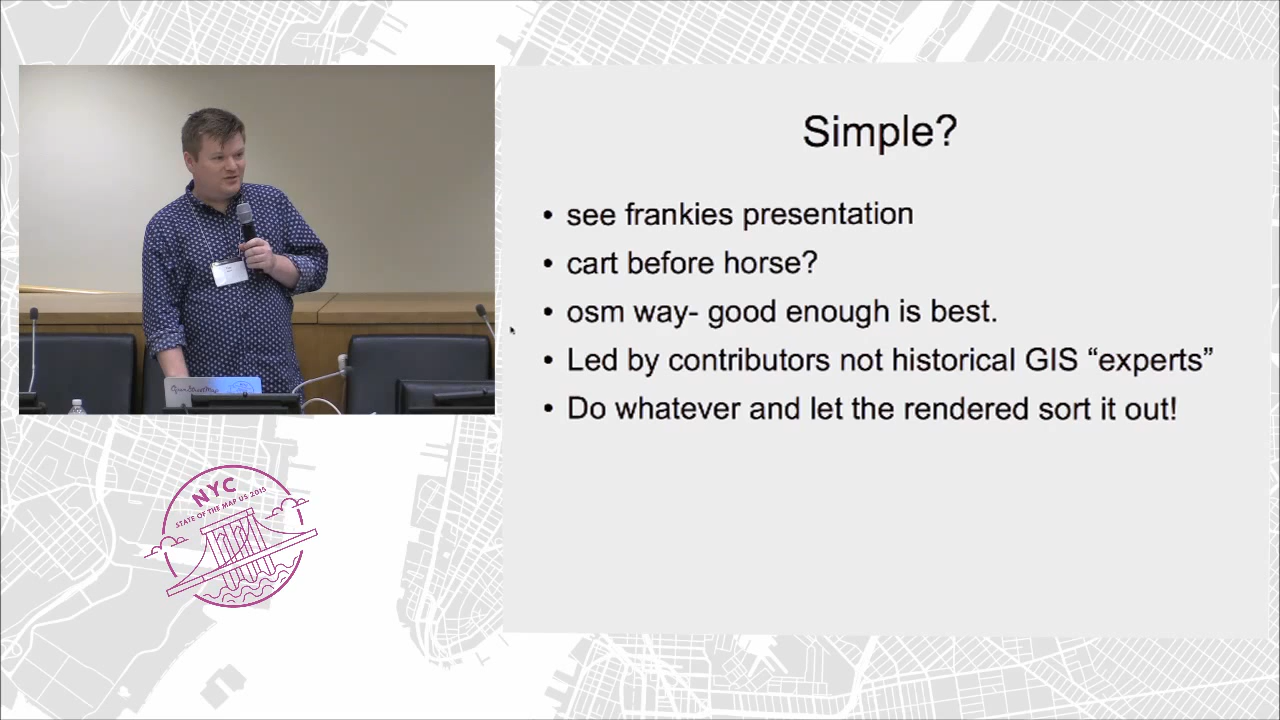 Simple?
• see frankies presentation
• cart before horse?
• osm way- good enough is best.
• Led by contributors not historical GIS “experts”
• Do whatever and let the rendered sort it out!
OpenStreetMap
NYC
STATE OF THE MAP US 2015